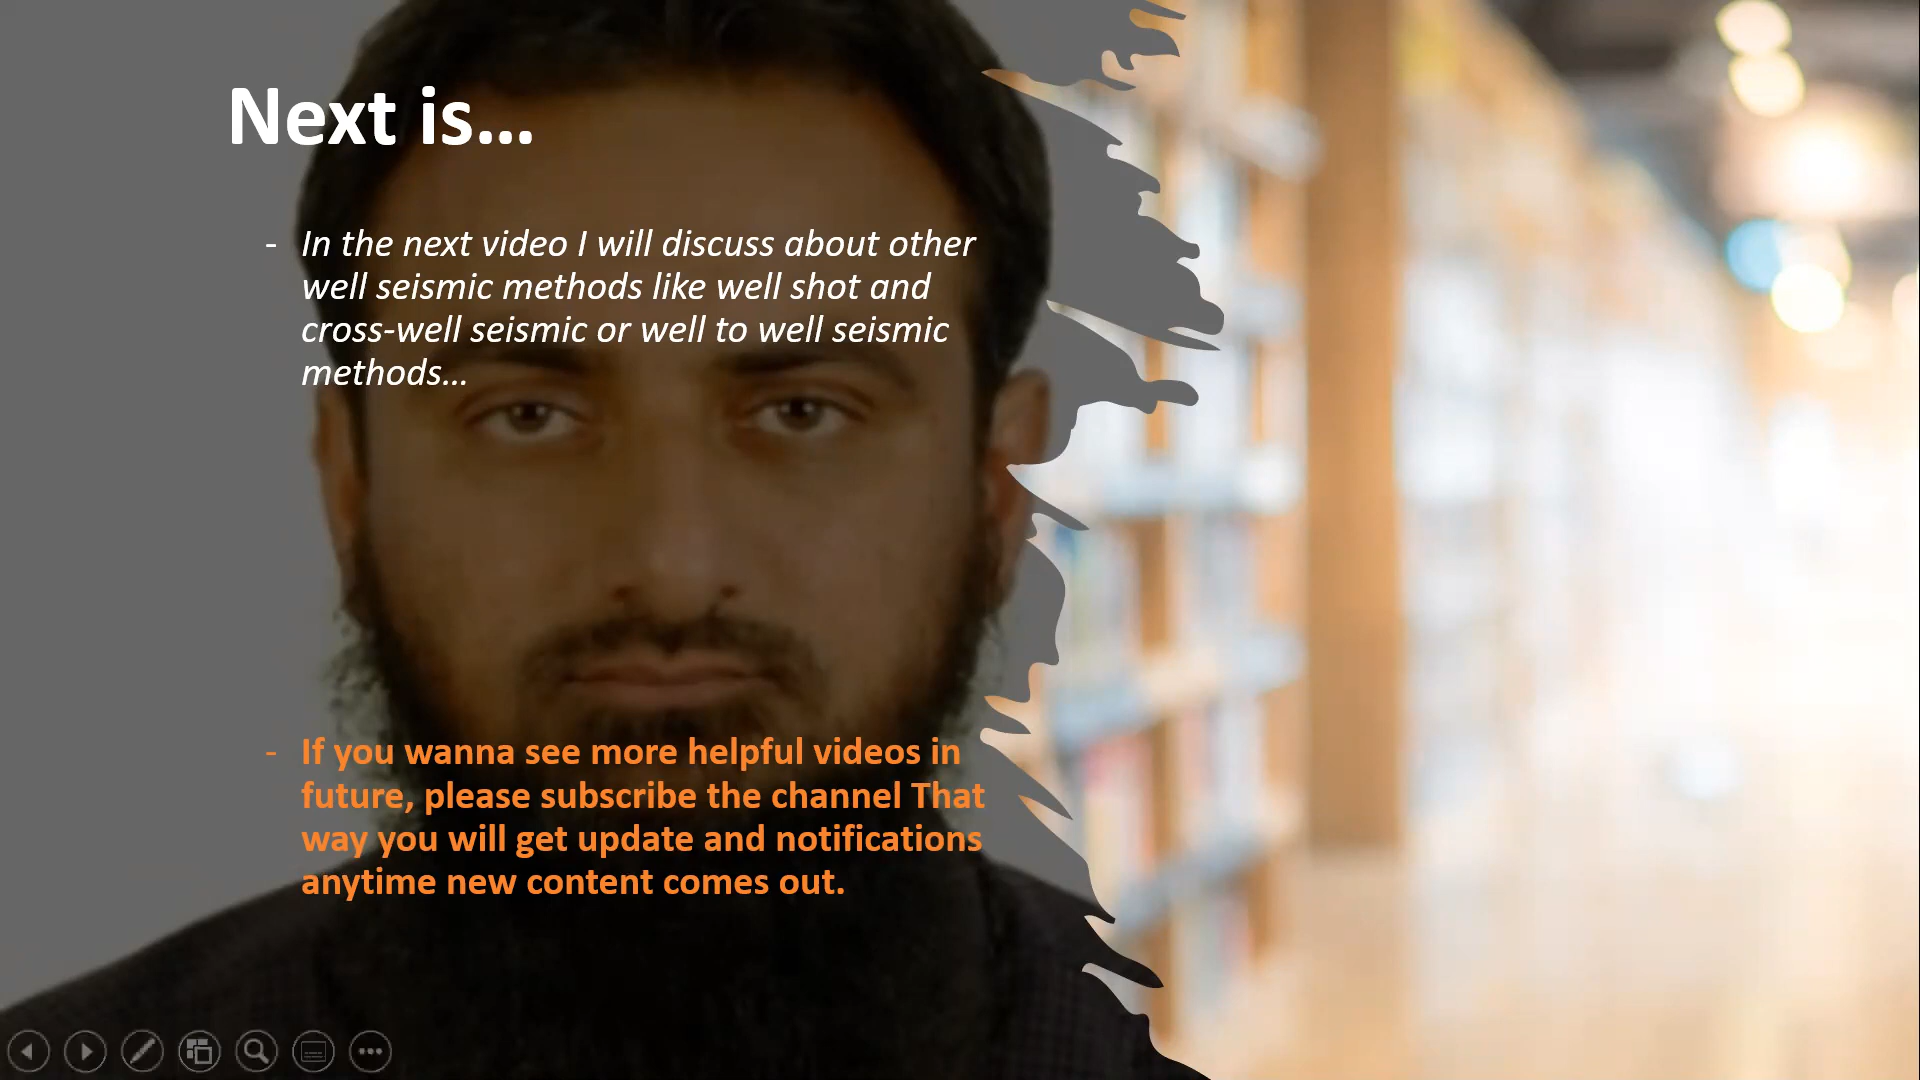 Next is...
- In the next video I will discuss about other
well seismic methods like well shot and
cross-well seismic or well to well seismic
methods...
- If you wanna see more helpful videos in
future, please subscribe the channel That
way you will get update and notifications
anytime new content comes out.